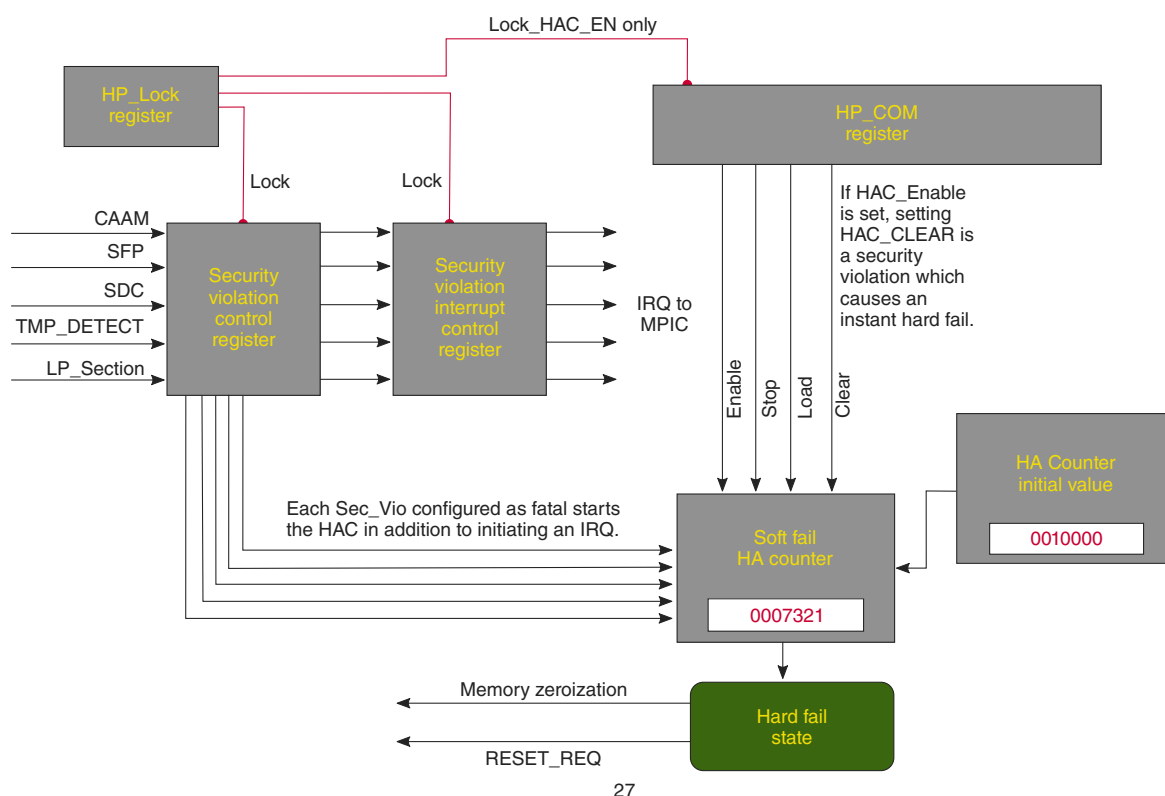 Lock_HAC_EN only
HP_Lock
register
HP_COM
register
Lock
Lock
CAAM
SFP
SDC
TMP_DETECT
LP_Section
Security
violation
control
register
Security
violation
interrupt
control
register
IRQ to
MPIC
If HAC_Enable
is set, setting
HAC_CLEAR is
a security
violation which
causes an
instant hard fail.
Enable
Stop
Load
Clear
HA Counter
initial value
0010000
Each Sec_Vio configured as fatal starts
the HAC in addition to initiating an IRQ.
Soft fail
HA counter
0007321
Memory zeroization
RESET_REQ
Hard fail
state
27